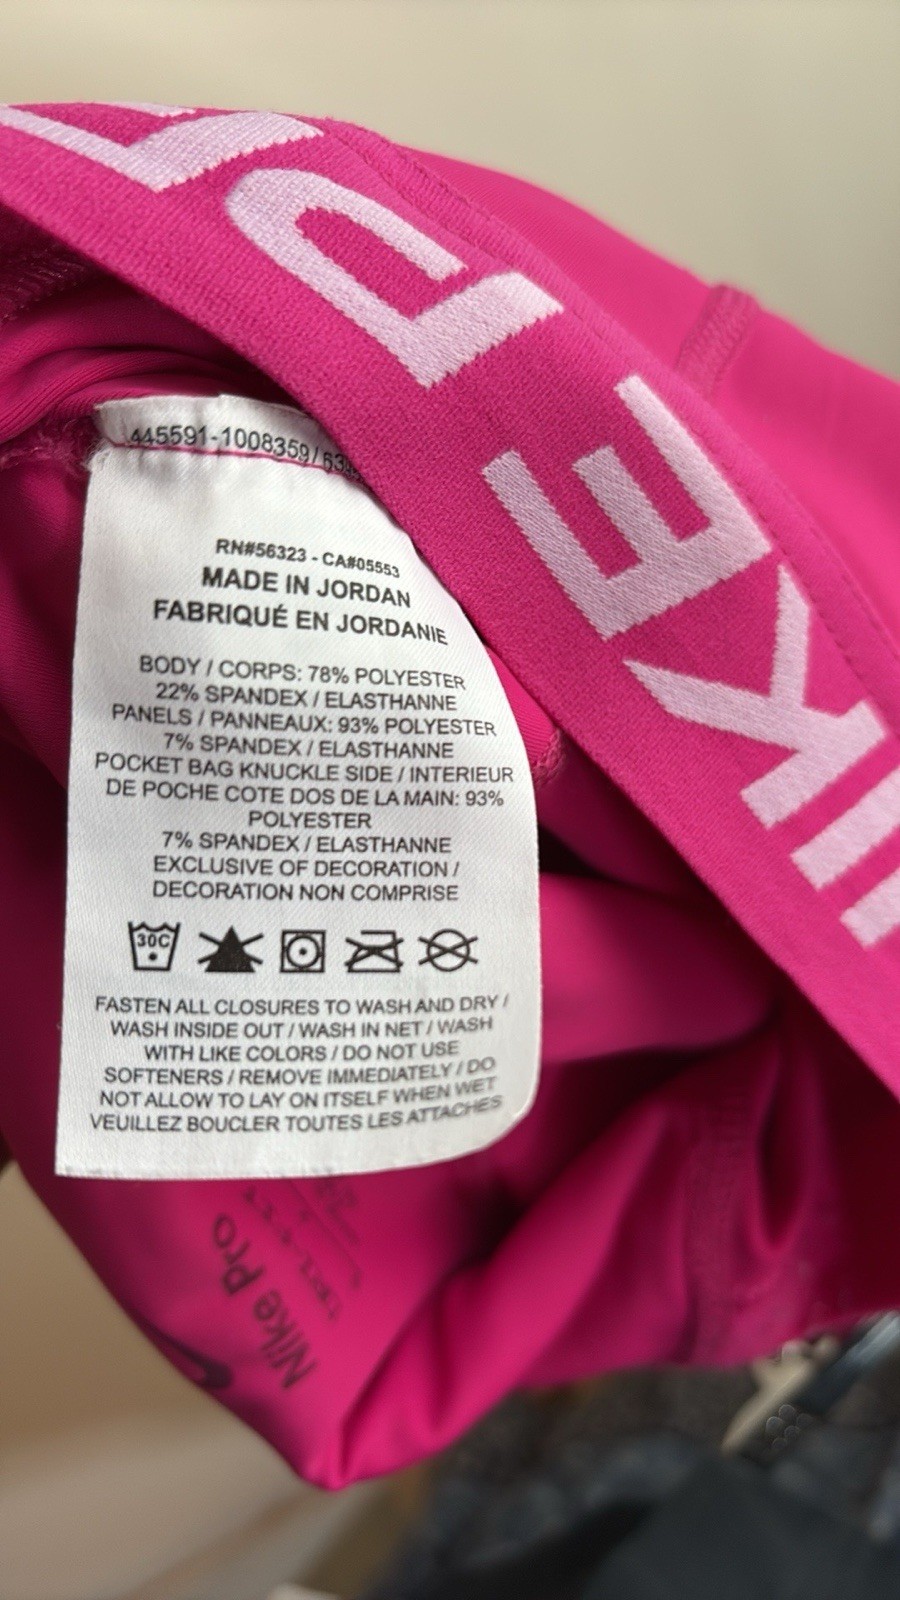 445591-1008359/
RN#56323 - CA#05553
MADE IN JORDAN
FABRIQUÉ EN JORDANIE
BODY / CORPS: 78% POLYESTER
22% SPANDEX / ELASTHANNE
PANELS / PANNEAUX: 93% POLYESTER
7% SPANDEX / ELASTHANNE
POCKET BAG KNUCKLE SIDE / INTERIEUR
DE POCHE COTE DOS DE LA MAIN: 93%
POLYESTER
7% SPANDEX / ELASTHANNE
EXCLUSIVE OF DECORATION /
DECORATION NON COMPRISE
30C
FASTEN ALL CLOSURES TO WASH AND DRY /
WASH INSIDE OUT / WASH IN NET / WASH
WITH LIKE COLORS / DO NOT USE
SOFTENERS / REMOVE IMMEDIATELY / DO
NOT ALLOW TO LAY ON ITSELF WHEN WET
VEUILLEZ BOUCLER TOUTES LES ATTACHES
Nike Pro